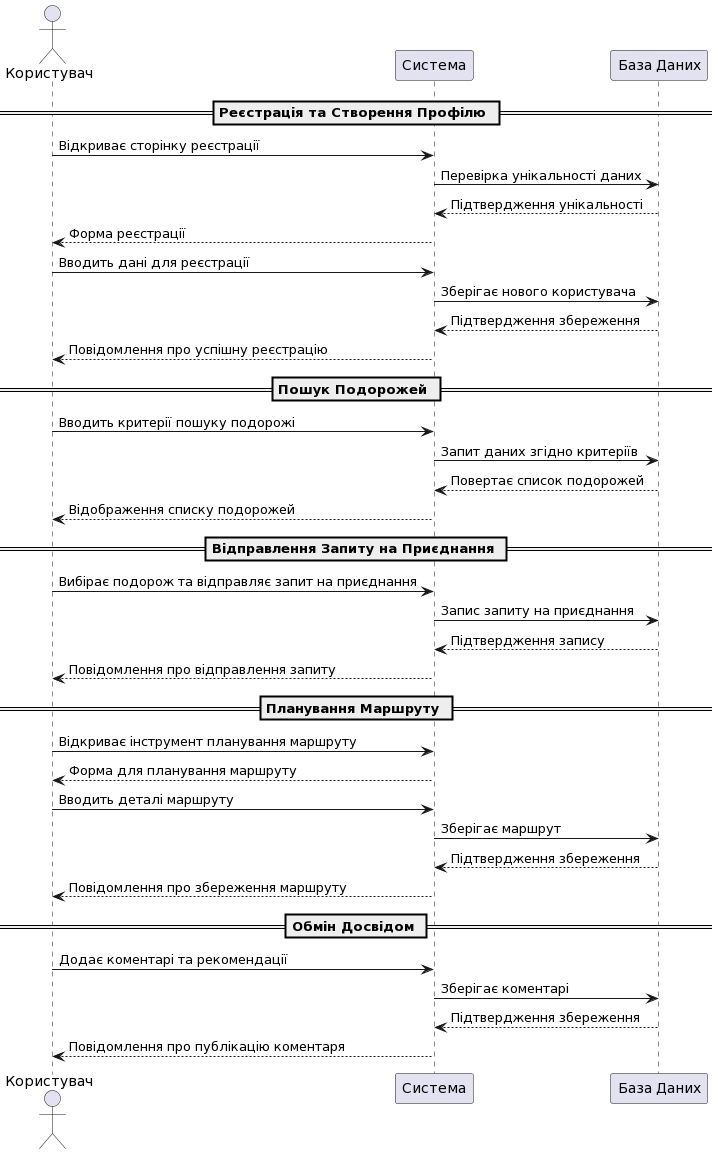 Користувач
Система
База Даних
Реєстрація та Створення Профілю
Відкриває сторінку реєстрації
Перевірка унікальності даних
Підтвердження унікальності
Форма реєстрації
Вводить дані для реєстрації
Зберігає нового користувача
Підтвердження збереження
Повідомлення про успішну реєстрацію
Пошук Подорожей
Вводить критерії пошуку подорожі
Запит даних згідно критеріїв
Повертає список подорожей
Відображення списку подорожей
Відправлення Запиту на Приєднання
Вибірає подорож та відправляє запит на приєднання
Запис запиту на приєднання
Підтвердження запису
Повідомлення про відправлення запиту
Планування Маршруту
Відкриває інструмент планування маршруту
Форма для планування маршруту
Вводить деталі маршруту
Зберігає маршрут
Підтвердження збереження
Повідомлення про збереження маршруту
Обмін Досвідом
Додає коментарі та рекомендації
Зберігає коментарі
Підтвердження збереження
Повідомлення про публікацію коментаря
Користувач
Система
База Даних